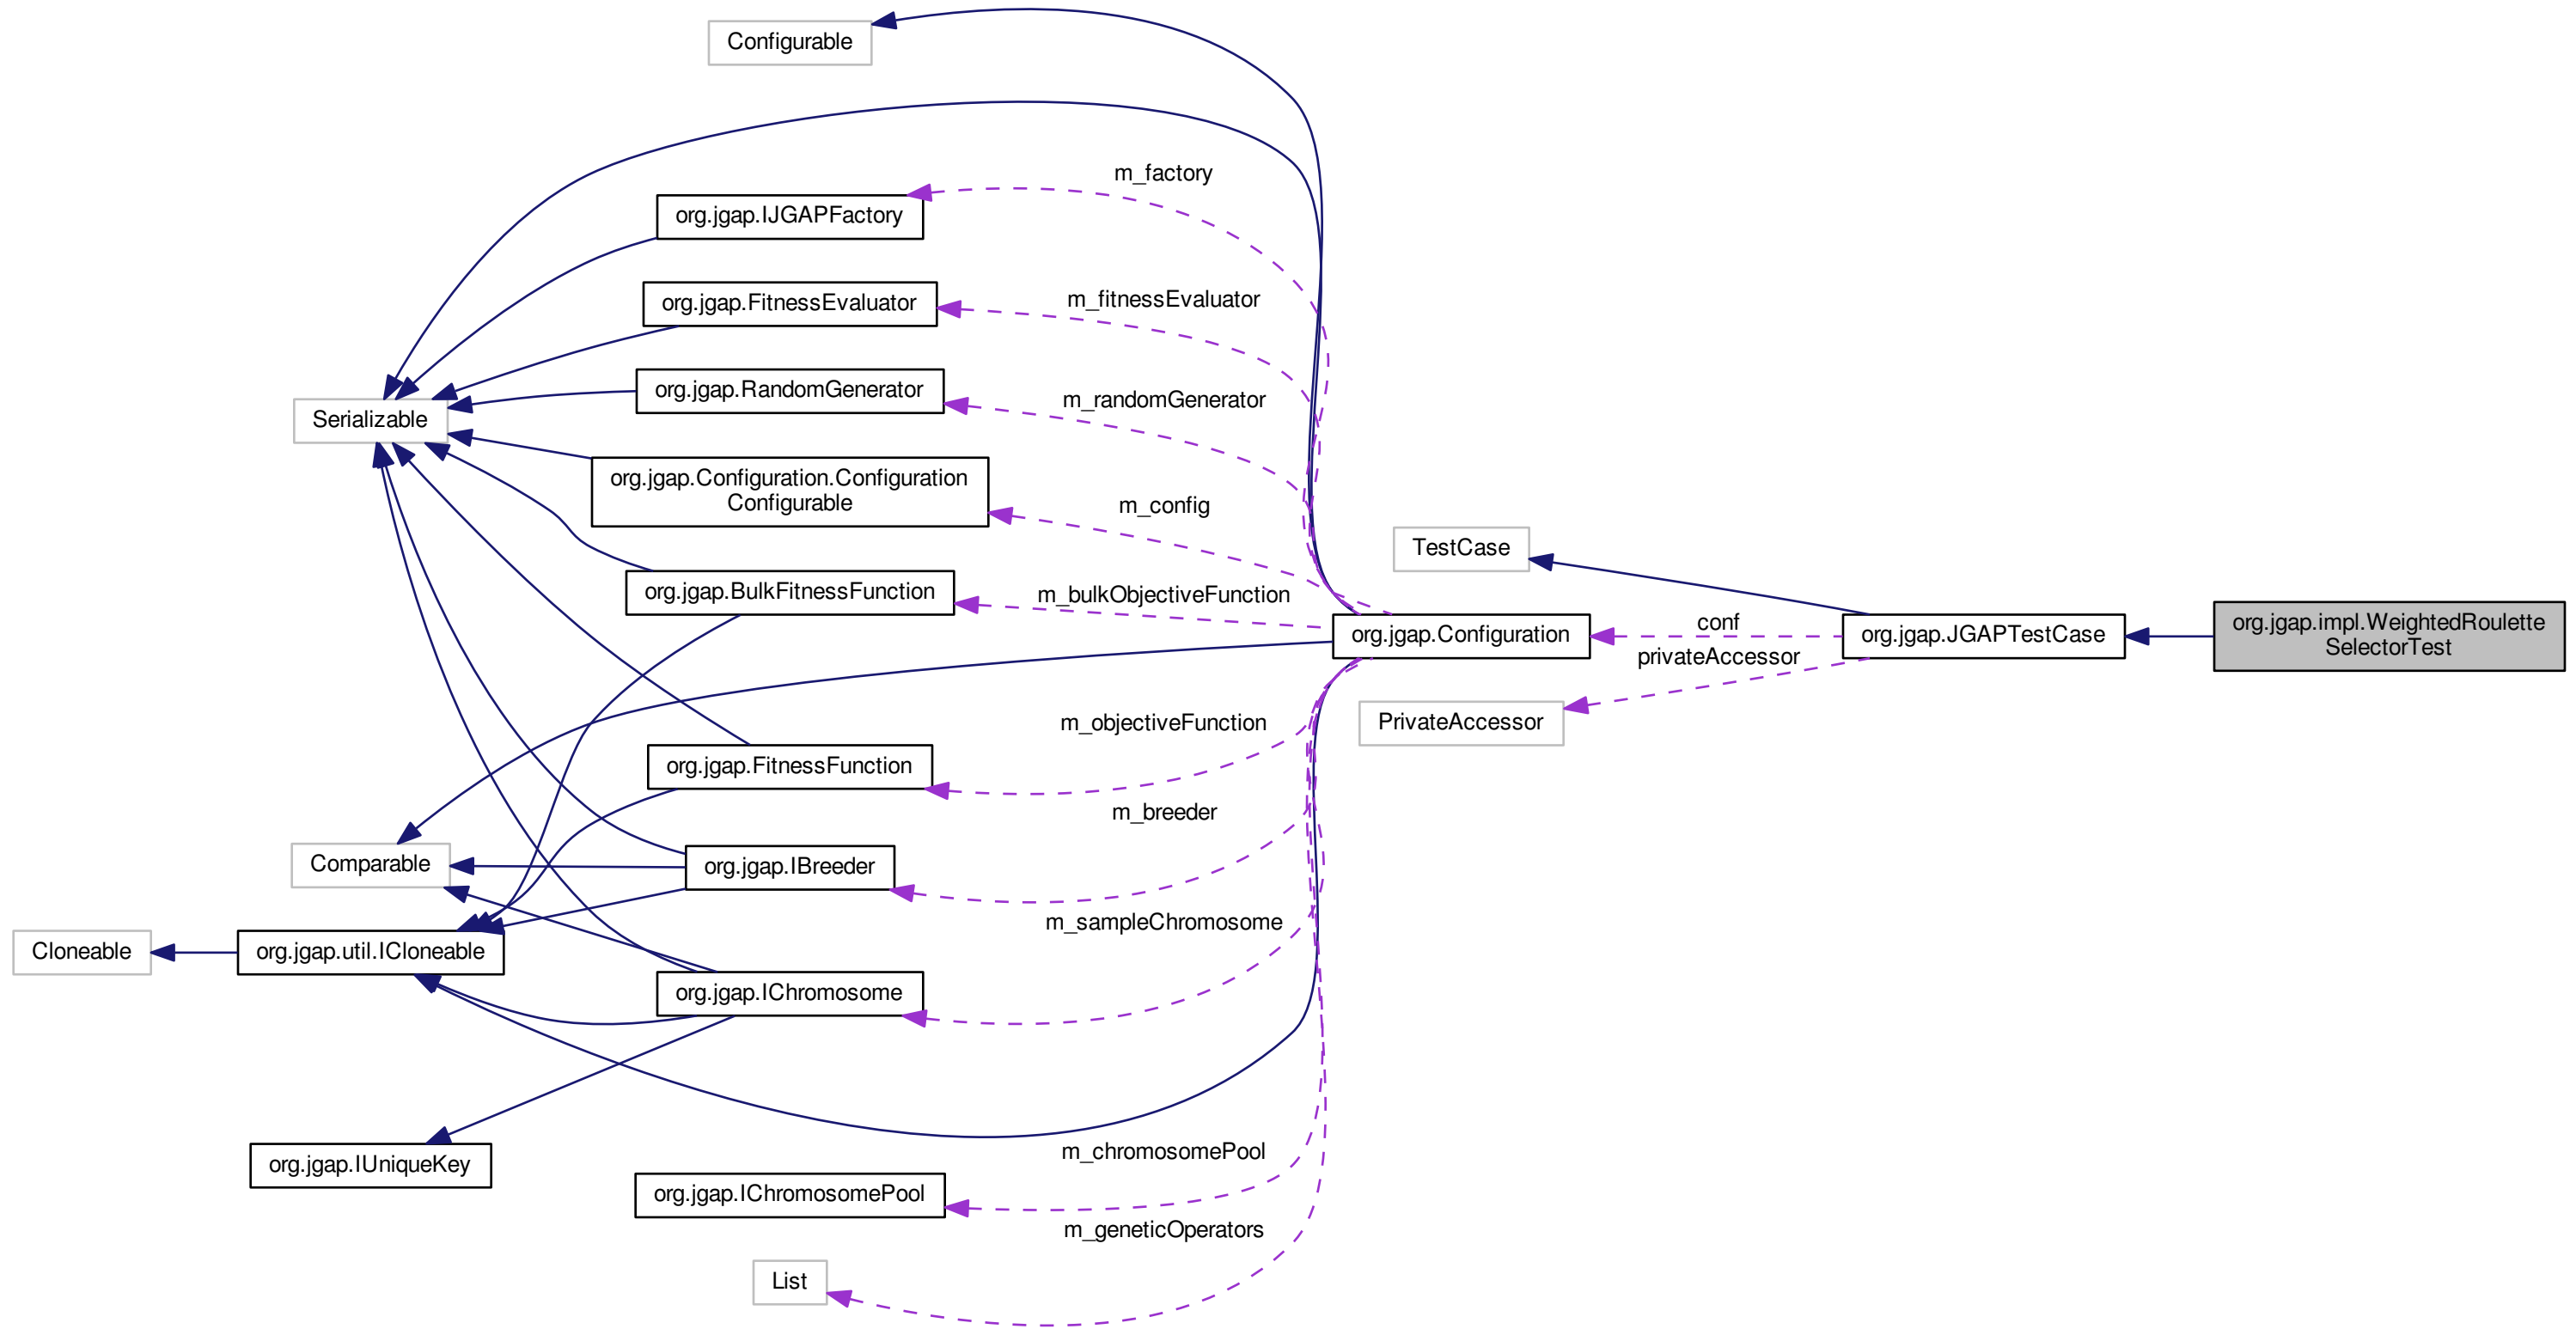 Configurable
m_factory
org.jgap.IJGAPFactory
m_fitnessEvaluator
org.jgap.FitnessEvaluator
m_randomGenerator
org.jgap.RandomGenerator
Serializable
org.jgap.Configuration.Configuration
Configurable
m_config
TestCase
org.jgap.BulkFitnessFunction
m_bulkObjectiveFunction
org.jgap.Configuration
conf
privateAccessor
org.jgap.JGAPTestCase
org.jgap.impl.WeightedRoulette
SelectorTest
PrivateAccessor
m_objectiveFunction
org.jgap.FitnessFunction
m_breeder
Comparable
org.jgap.IBreeder
m_sampleChromosome
Cloneable
org.jgap.util.ICloneable
org.jgap.IChromosome
m_chromosomePool
org.jgap.IUniqueKey
org.jgap.IChromosomePool
m_geneticOperators
List